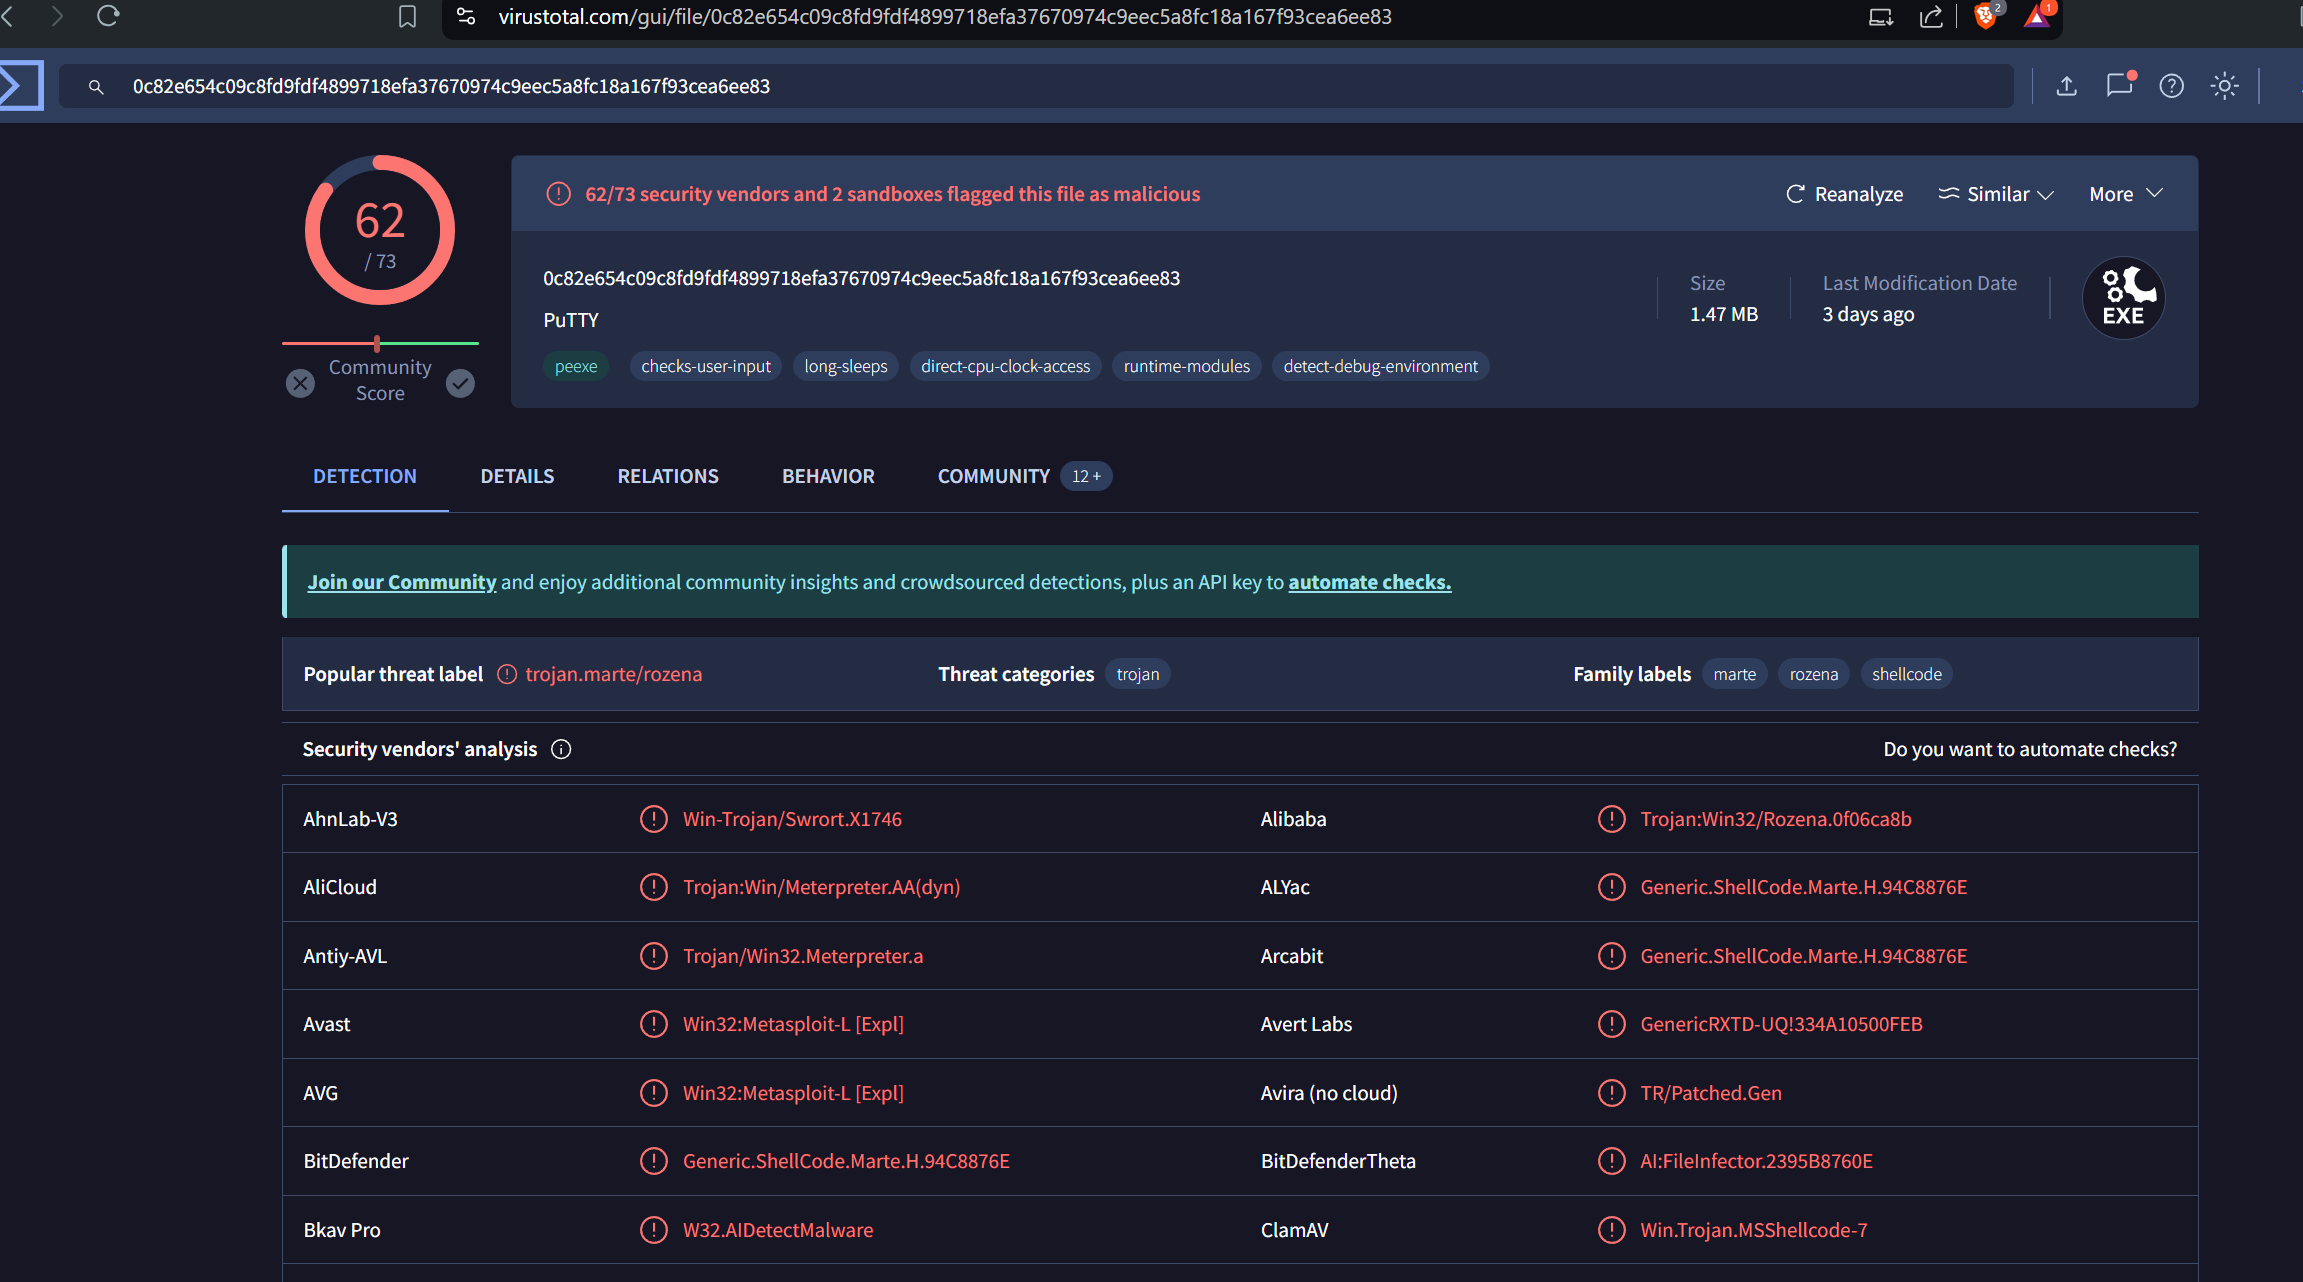 virustotal.com/gui/file/0c82e654c09c8fd9fdf4899718efa37670974c9eec5a8fc18a167f93cea6ee83
2
1
0c82e654c09c8fd9fdf4899718efa37670974c9eec5a8fc18a167f93cea6ee83
62
/ 73
Community
Score
62/73 security vendors and 2 sandboxes flagged this file as malicious
Reanalyze
Similar
More
0c82e654c09c8fd9fdf4899718efa37670974c9eec5a8fc18a167f93cea6ee83
PuTTY
Size
1.47 MB
Last Modification Date
3 days ago
EXE
peexe
checks-user-input
long-sleeps
direct-cpu-clock-access
runtime-modules
detect-debug-environment
DETECTION
DETAILS
RELATIONS
BEHAVIOR
COMMUNITY
12 +
Join our Community and enjoy additional community insights and crowdsourced detections, plus an API key to automate checks.
Popular threat label
trojan.marte/rozena
Threat categories
trojan
Family labels
marte
rozena
shellcode
Security vendors' analysis
Do you want to automate checks?
AhnLab-V3
Win-Trojan/Swrort.X1746
Alibaba
Trojan:Win32/Rozena.0f06ca8b
AliCloud
Trojan:Win/Meterpreter.AA(dyn)
ALYac
Generic.ShellCode.Marte.H.94C8876E
Antiy-AVL
Trojan/Win32.Meterpreter.a
Arcabit
Generic.ShellCode.Marte.H.94C8876E
Avast
Win32:Metasploit-L [Expl]
Avert Labs
GenericRXTD-UQ!334A10500FEB
AVG
Win32:Metasploit-L [Expl]
Avira (no cloud)
TR/Patched.Gen
BitDefender
Generic.ShellCode.Marte.H.94C8876E
BitDefenderTheta
AI:FileInfector.2395B8760E
Bkav Pro
W32.AIDetectMalware
ClamAV
Win.Trojan.MSShellcode-7